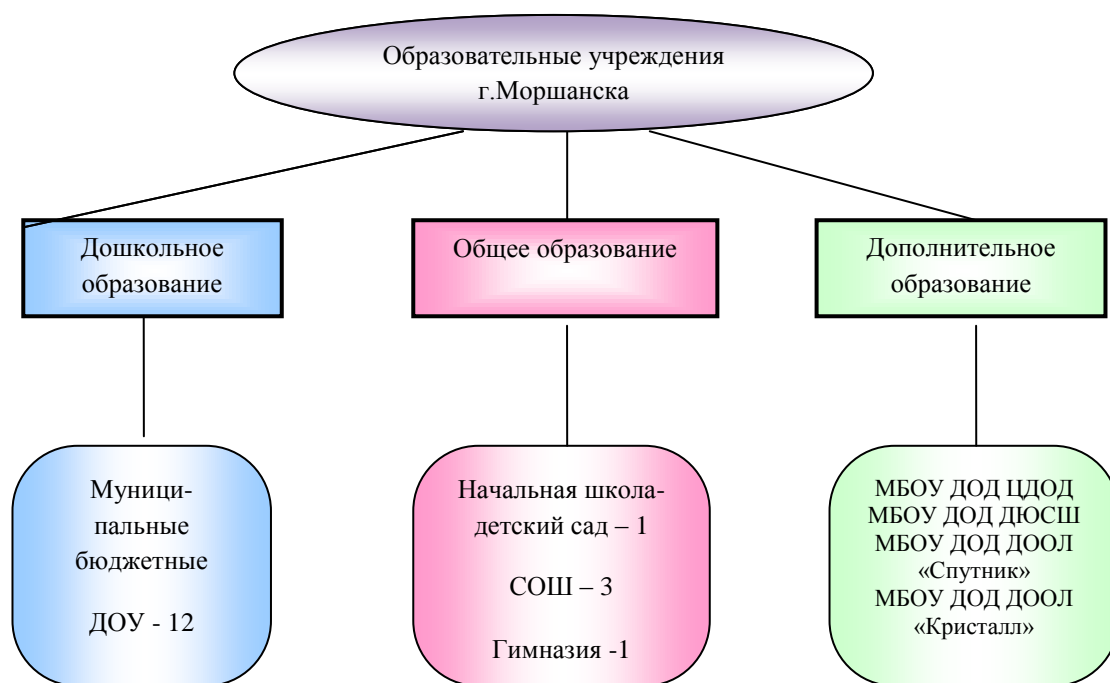 Образовательные учреждения
г.Моршанска
Дошкольное
образование
Общее образование
Дополнительное
образование
Муници-
пальные
бюджетные
ДОУ - 12
Начальная школа-
детский сад – 1
СОШ – 3
Гимназия -1
МБОУ ДОД ЦДОД
МБОУ ДОД ДЮСШ
МБОУ ДОД ДООЛ
«Спутник»
МБОУ ДОД ДООЛ
«Кристалл»